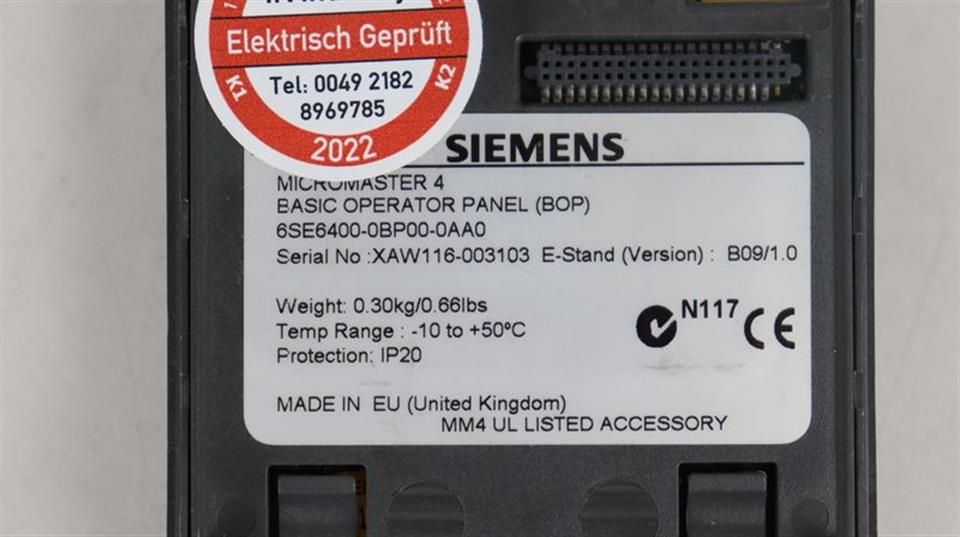 Elektrisch Geprüft
K1
Tel: 0049 2182
8969785
K2
2022
SIEMENS
MICROMASTER 4
BASIC OPERATOR PANEL (BOP)
6SE6400-0BP00-0AA0
Serial No :XAW116-003103 E-Stand (Version) : B09/1.0
Weight: 0.30kg/0.66lbs
Temp Range : -10 to +50ºC
Protection: IP20
N117
CE
MADE IN EU (United Kingdom)
MM4 UL LISTED ACCESSORY